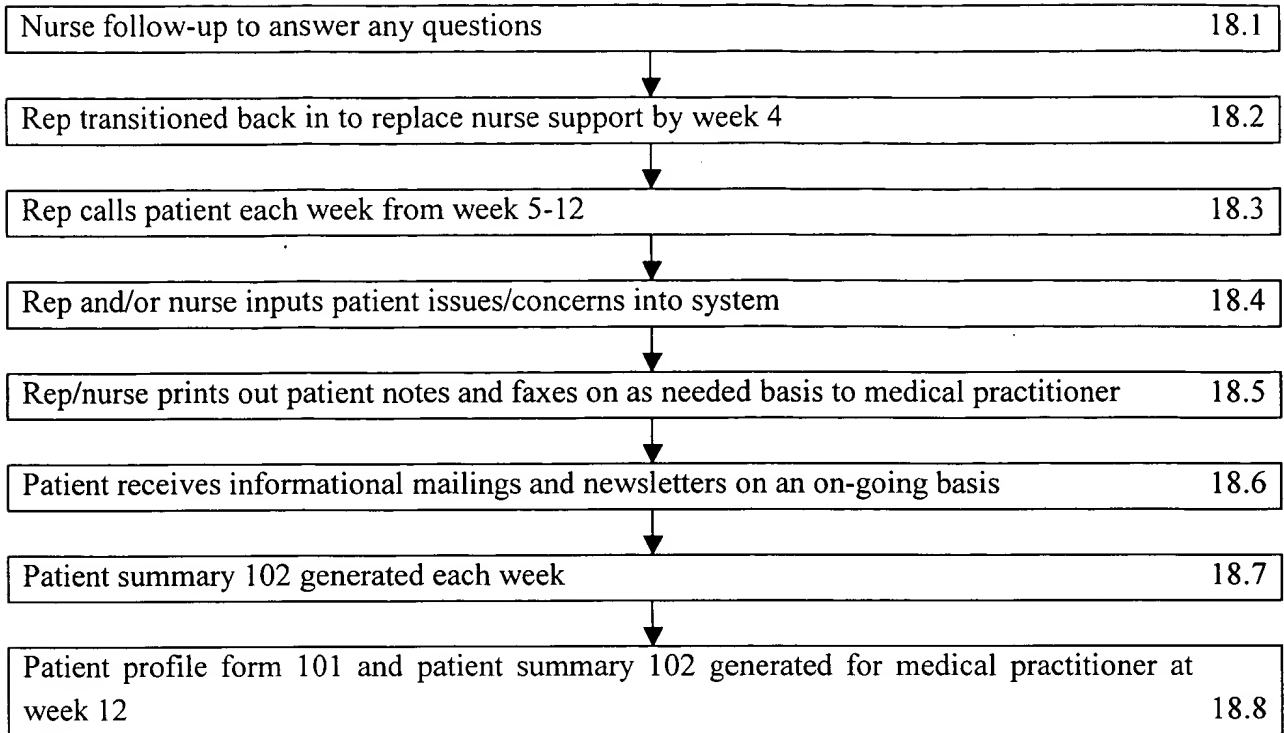 Nurse follow-up to answer any questions 18.1
Rep transitioned back in to replace nurse support by week 4 18.2
Rep calls patient each week from week 5-12 18.3
Rep and/or nurse inputs patient issues/concerns into system 18.4
Rep/nurse prints out patient notes and faxes on as needed basis to medical practitioner 18.5
Patient receives informational mailings and newsletters on an on-going basis 18.6
Patient summary 102 generated each week 18.7
Patient profile form 101 and patient summary 102 generated for medical practitioner at
week 12 18.8